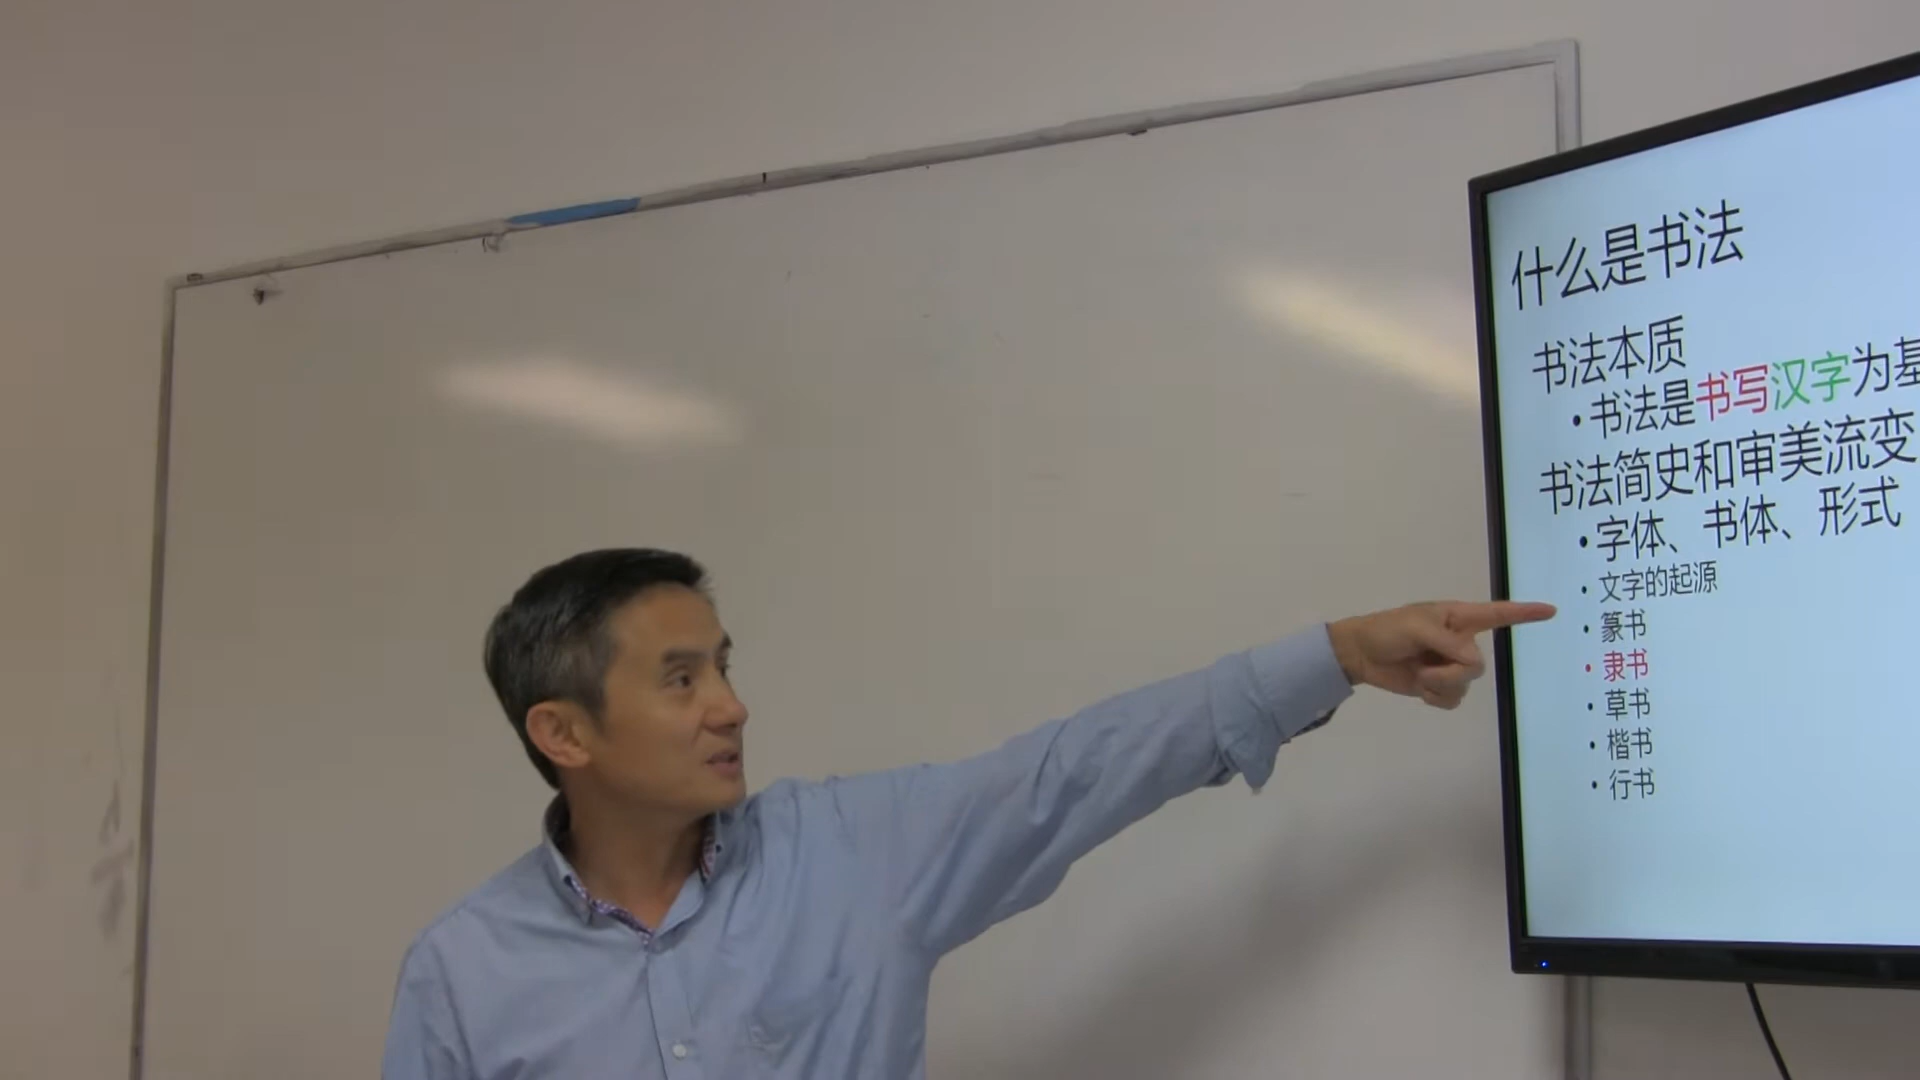 什么是书法
书法本质
• 书法是书写汉字为基
书法简史和审美流变
• 字体、书体、形式
• 文字的起源
• 篆书
• 隶书
• 草书
• 楷书
• 行书